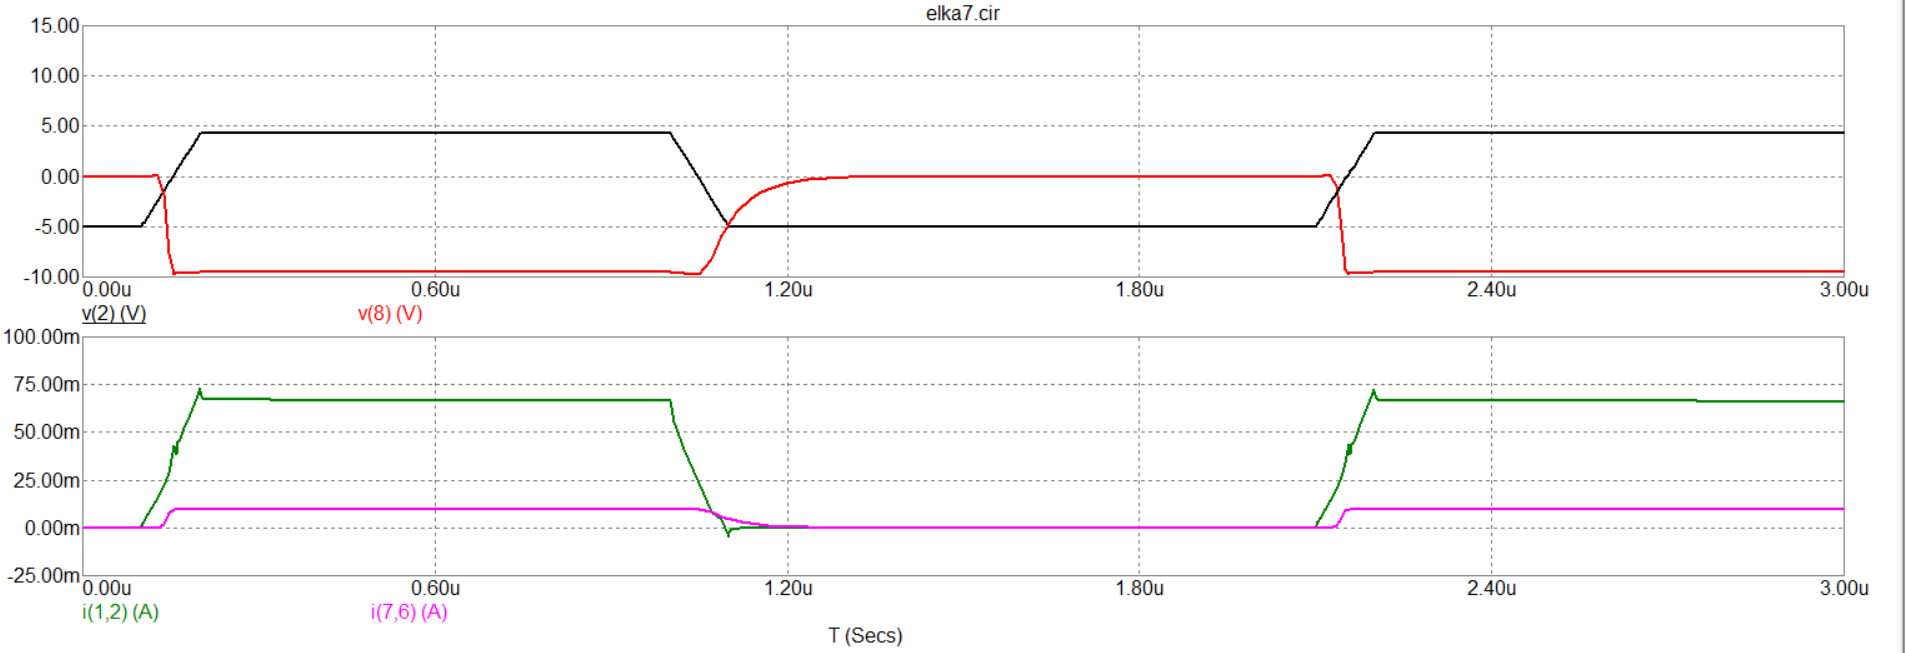 elka7.cir
15.00
10.00
5.00
0.00
-5.00
-10.00
0.00u 0.60u 1.20u 1.80u 2.40u 3.00u
v(2) (V) v(8) (V)
100.00m
75.00m
50.00m
25.00m
0.00m
-25.00m
0.00u 0.60u 1.20u 1.80u 2.40u 3.00u
i(1,2) (A) i(7,6) (A)
T (Secs)